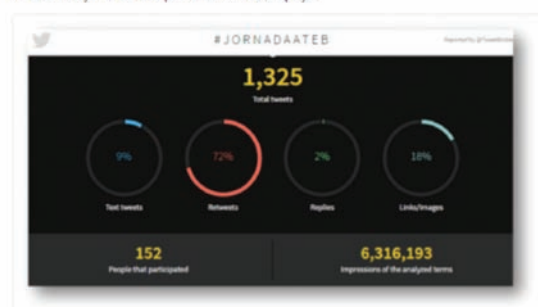 #JORNADAATEB
1,325
Total tweets
9%
72%
2%
18%
Text tweets
Retweets
Replies
Links/Images
152
People that participated
6,316,193
Impressions of the analyzed terms